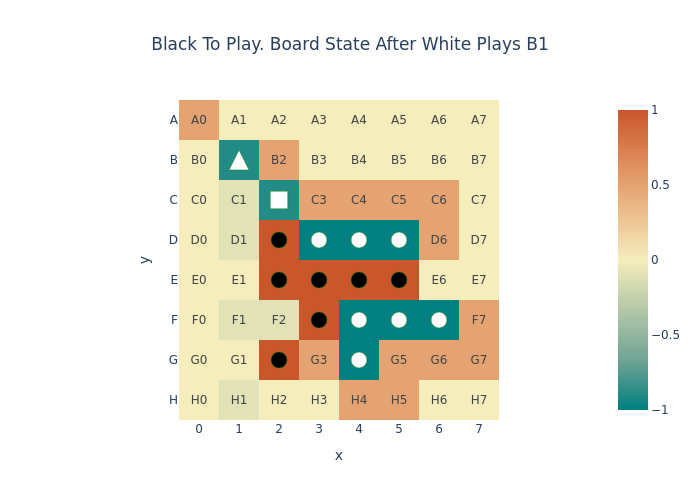 Black To Play. Board State After White Plays B1
A A0 A1 A2 A3 A4 A5 A6 A7
B B0 B2 B3 B4 B5 B6 B7
C C0 C1 C3 C4 C5 C6 C7
D D0 D1 D6 D7
E E0 E1 E6 E7
F F0 F1 F2 F7
G G0 G1 G3 G5 G6 G7
H H0 H1 H2 H3 H4 H5 H6 H7
0 1 2 3 4 5 6 7
x
y
1
0.5
0
−0.5
−1